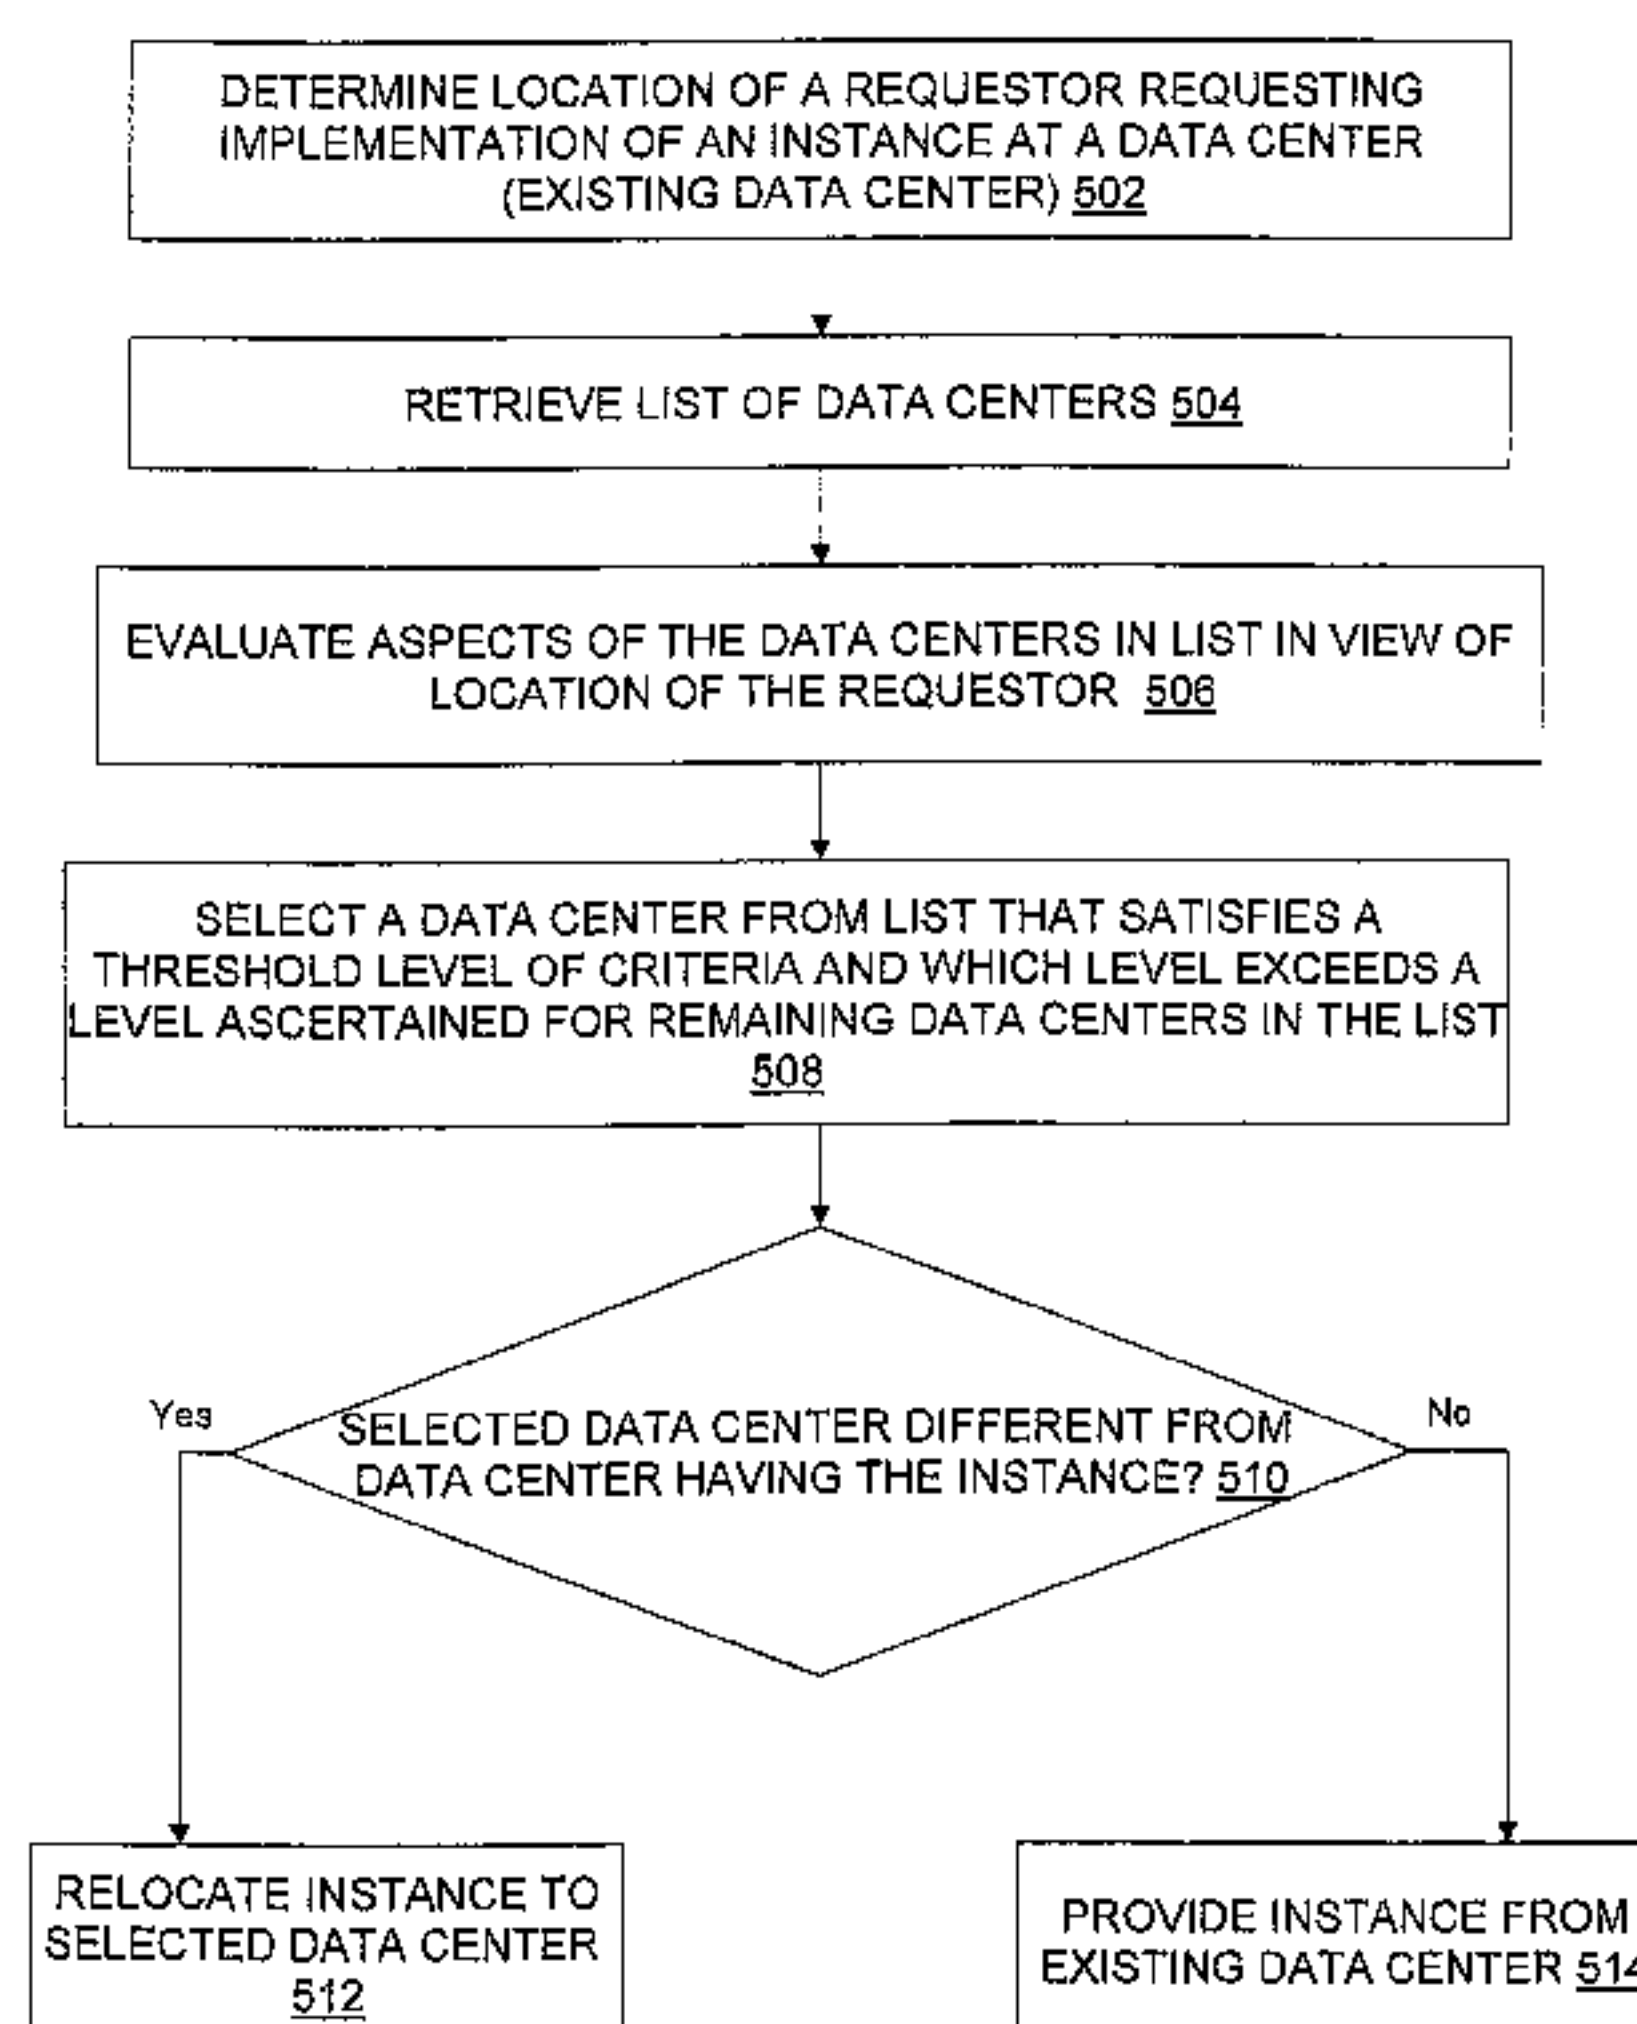 DETERMINE LOCATION OF A REQUESTOR REQUESTING
IMPLEMENTATION OF AN INSTANCE AT A DATA CENTER
(EXISTING DATA CENTER) 502
RETRIEVE LIST OF DATA CENTERS 504
EVALUATE ASPECTS OF THE DATA CENTERS IN LIST IN VIEW OF
LOCATION OF THE REQUESTOR 506
SELECT A DATA CENTER FROM LIST THAT SATISFIES A
THRESHOLD LEVEL OF CRITERIA AND WHICH LEVEL EXCEEDS A
LEVEL ASCERTAINED FOR REMAINING DATA CENTERS IN THE LIST
508
Yes
No
SELECTED DATA CENTER DIFFERENT FROM
DATA CENTER HAVING THE INSTANCE? 510
RELOCATE INSTANCE TO
SELECTED DATA CENTER
512
PROVIDE INSTANCE FROM
EXISTING DATA CENTER 514